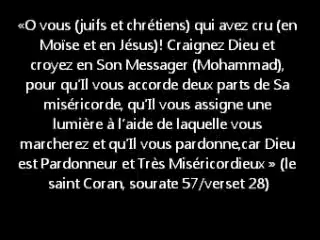 «O vous (juifs et chrétiens) qui avez cru (en
Moïse et en Jésus)! Craignez Dieu et
croyez en Son Messager (Mohammad),
pour qu'Il vous accorde deux parts de Sa
miséricorde, qu'Il vous assigne une
lumière à l'aide de laquelle vous
marcherez et qu'Il vous pardonne,car Dieu
est Pardonneur et Très Miséricordieux » (le
saint Coran, sourate 57/verset 28)